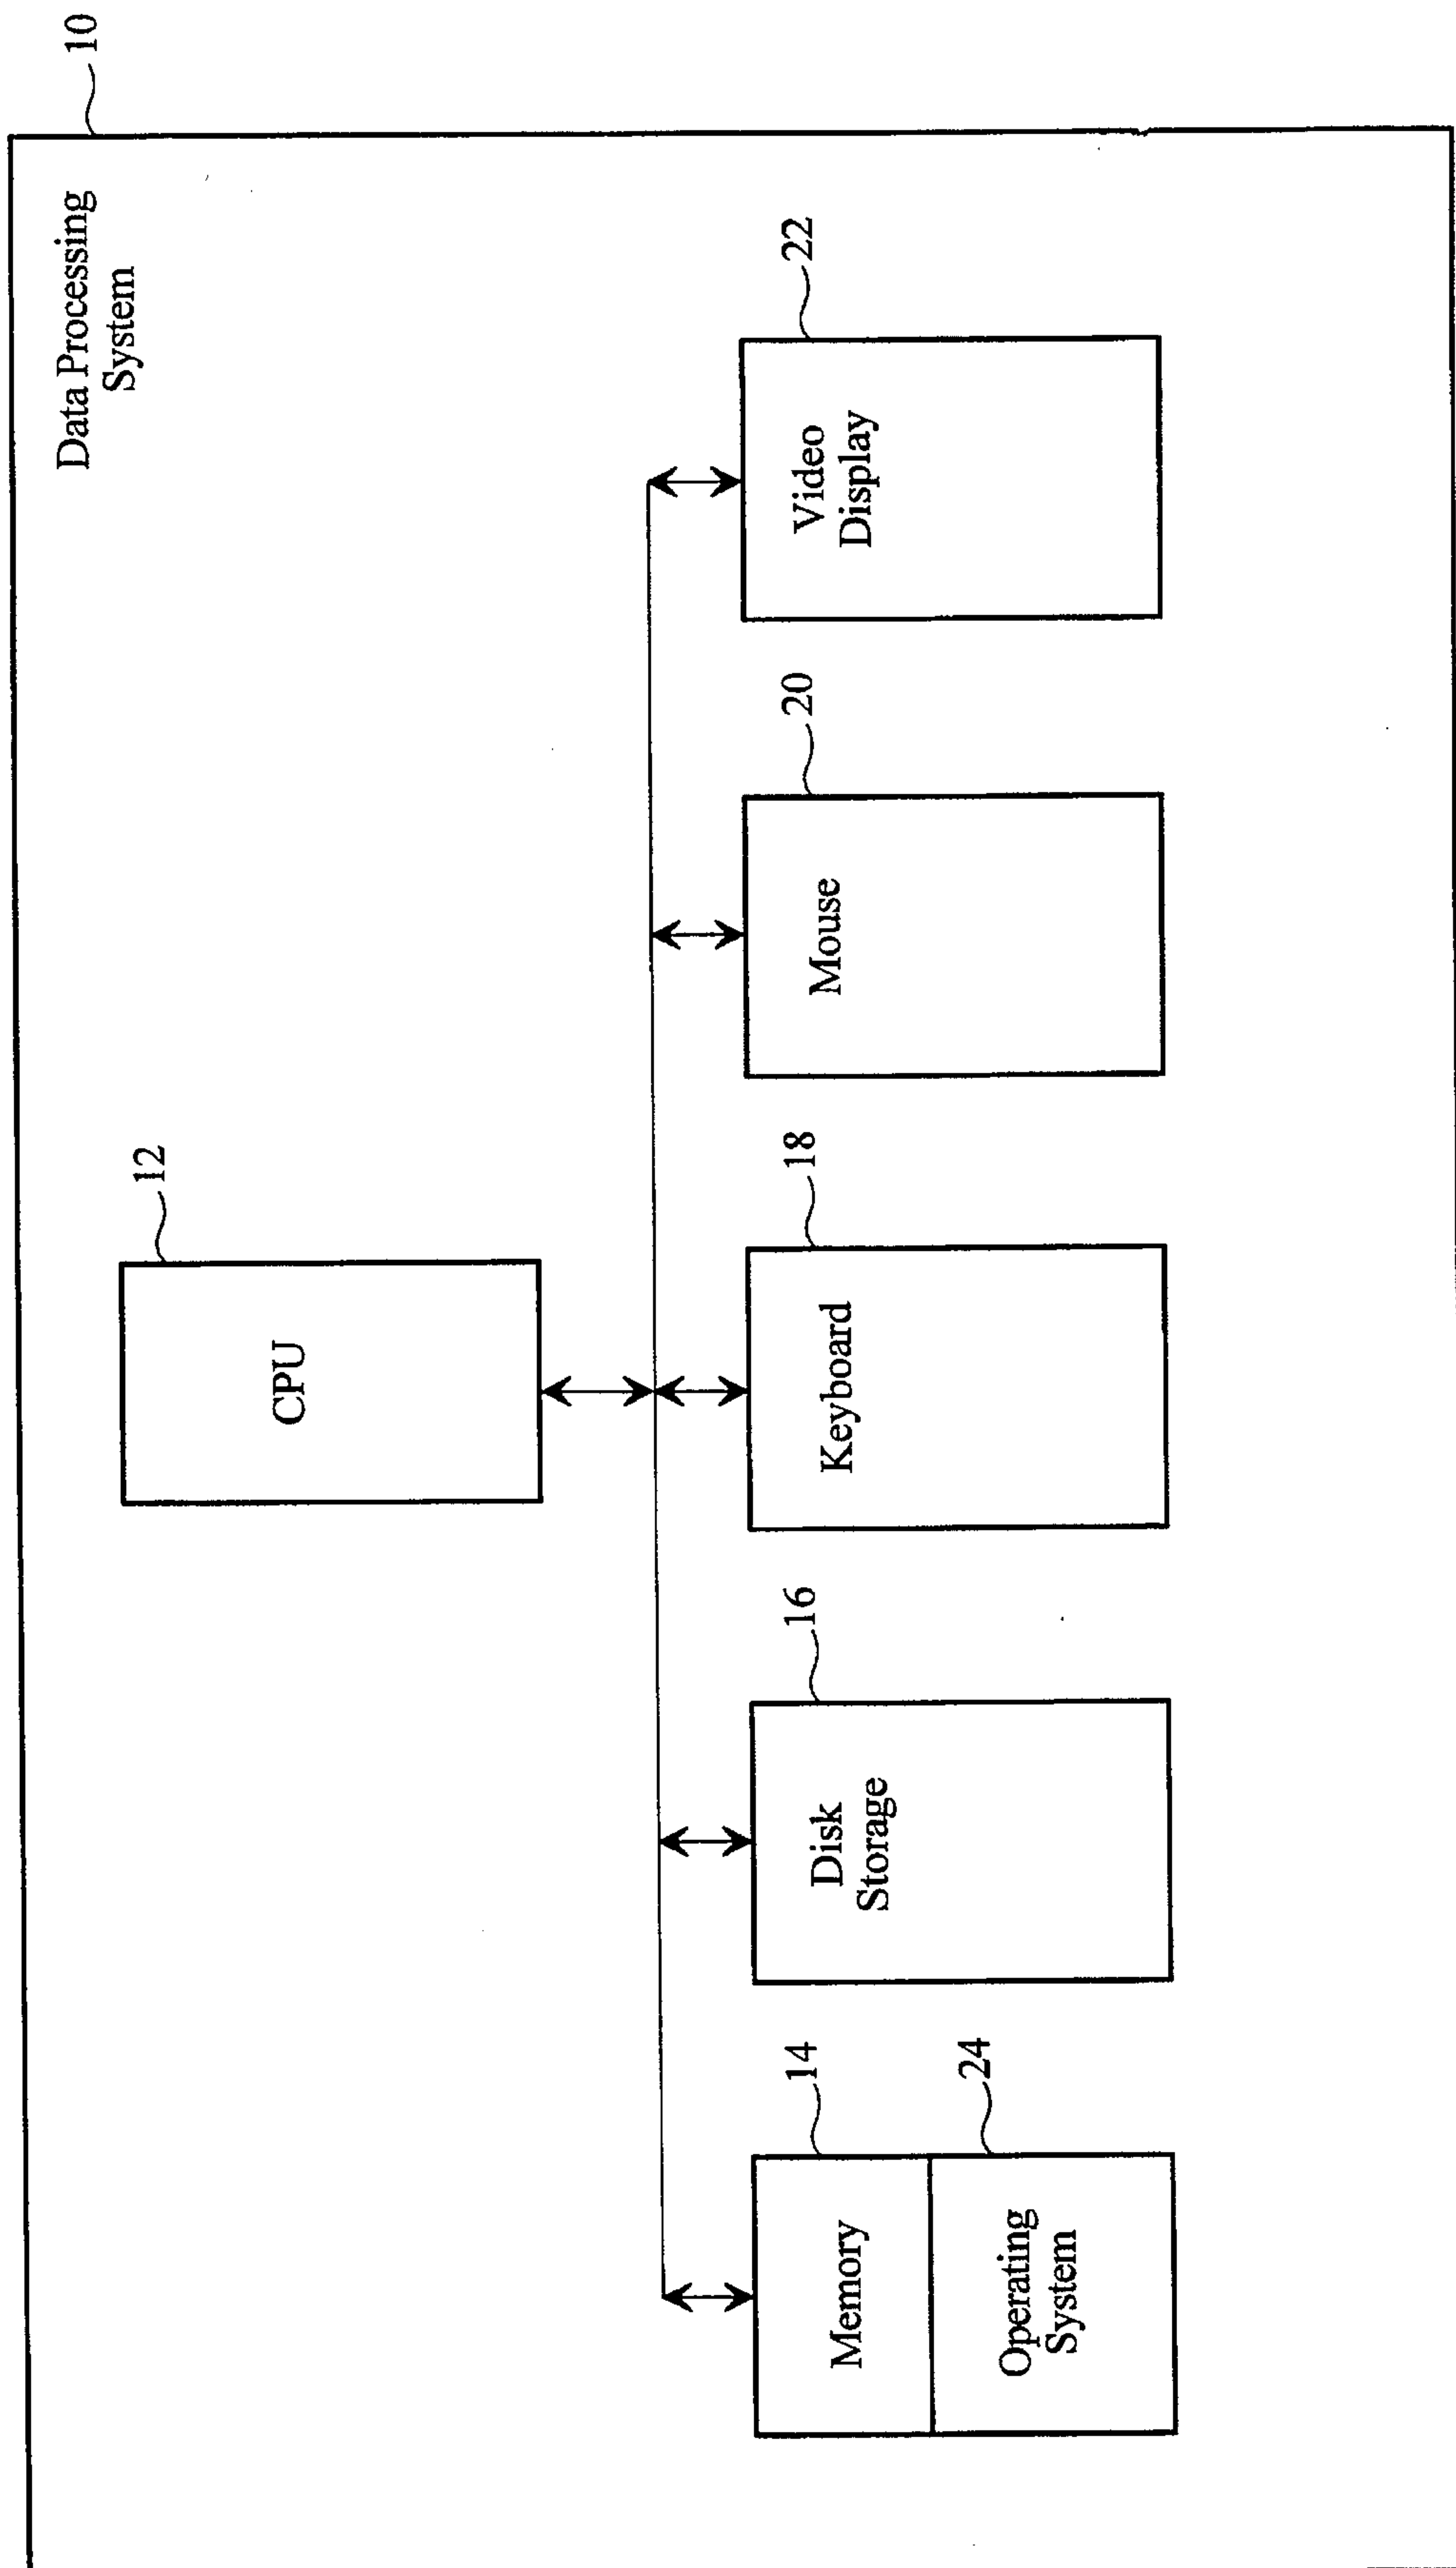 10
Data Processing
System
12
CPU
14
Memory
24
Operating
System
16
Disk
Storage
18
Keyboard
20
Mouse
22
Video
Display